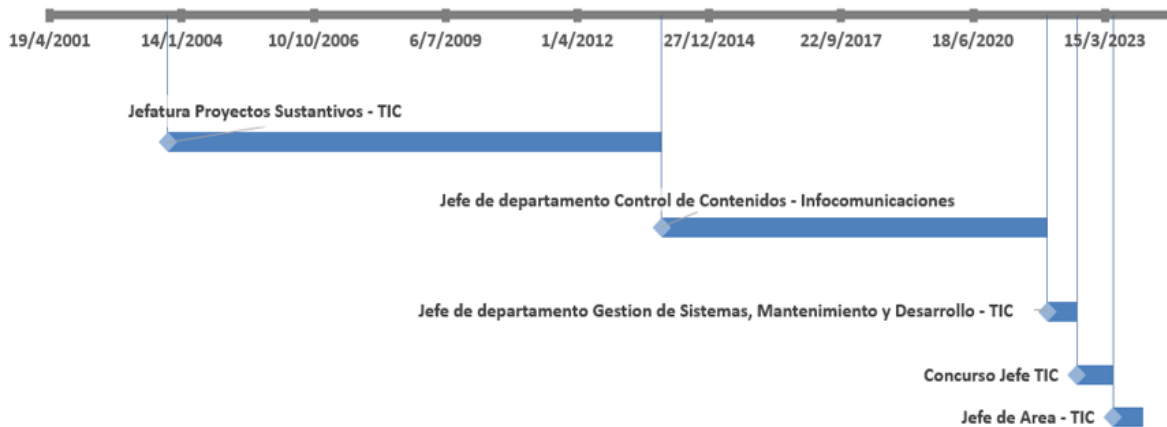 19/4/2001 14/1/2004 10/10/2006 6/7/2009 1/4/2012 27/12/2014 22/9/2017 18/6/2020 15/3/2023
Jefatura Proyectos Sustantivos - TIC
Jefe de departamento Control de Contenidos - Infocomunicaciones
Jefe de departamento Gestion de Sistemas, Mantenimiento y Desarrollo - TIC
Concurso Jefe TIC
Jefe de Area - TIC